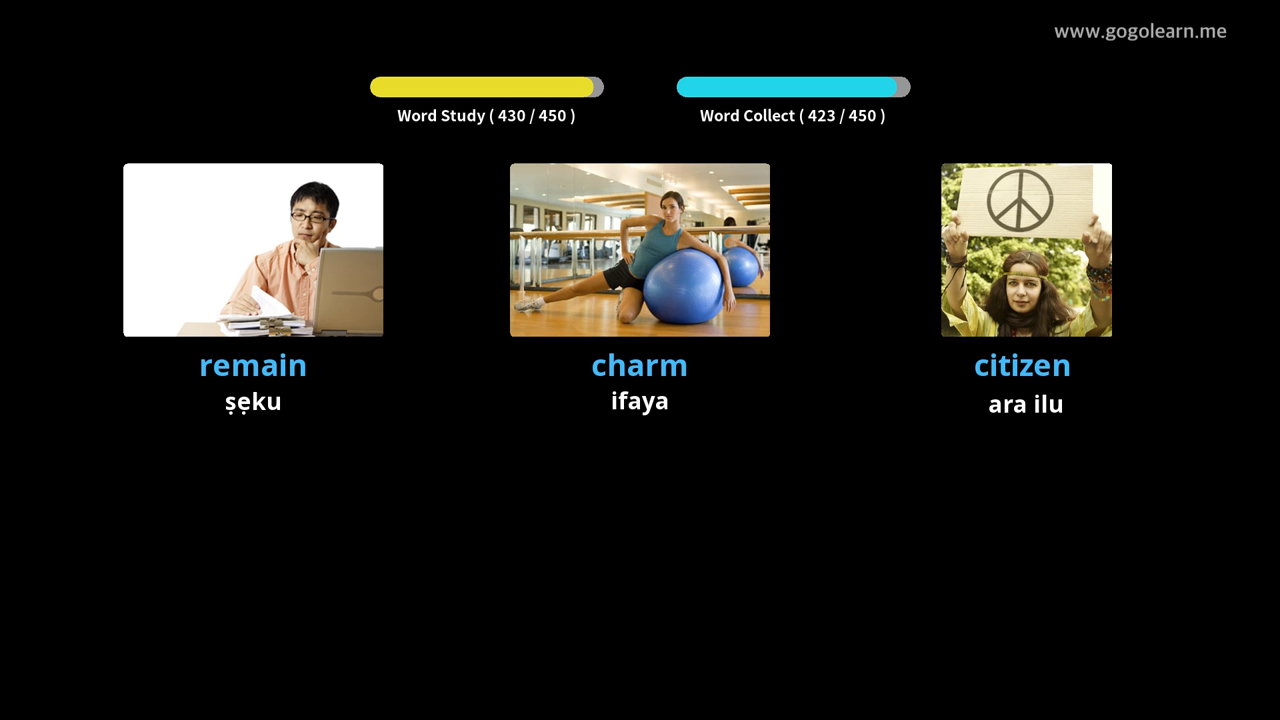 www.gogolearn.me
Word Study ( 430 / 450 )
Word Collect ( 423 / 450 )
remain
ṣẹku
charm
ifaya
citizen
ara ilu